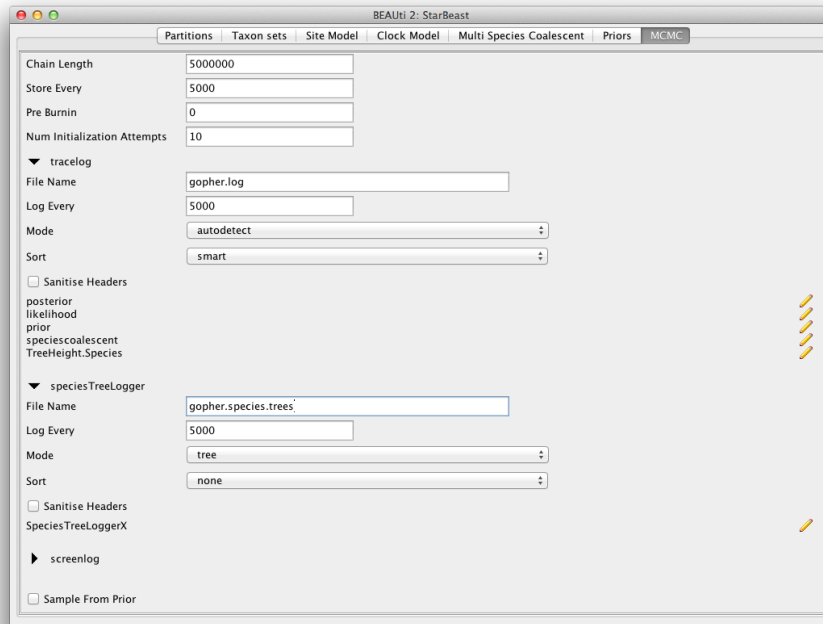 BEAUti 2: StarBeast
Partitions Taxon sets Site Model Clock Model Multi Species Coalescent Priors MCMC
Chain Length 5000000
Store Every 5000
Pre Burnin 0
Num Initialization Attempts 10
tracelog
File Name gopher.log
Log Every 5000
Mode autodetect
Sort smart
Sanitise Headers
posterior
likelihood
prior
speciescoalescent
TreeHeight.Species
speciesTreeLogger
File Name gopher.species.trees
Log Every 5000
Mode tree
Sort none
Sanitise Headers
SpeciesTreeLoggerX
screenlog
Sample From Prior